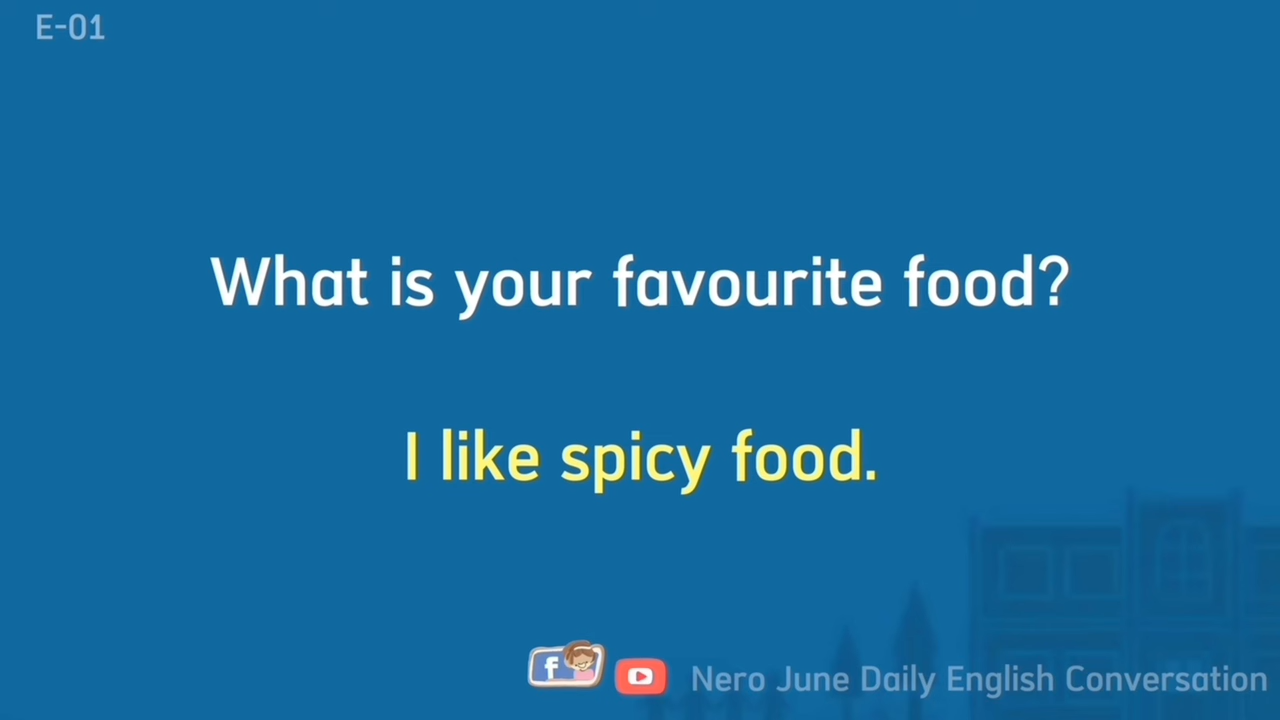 E-01
What is your favourite food?
I like spicy food.
f
Nero June Daily English Conversation